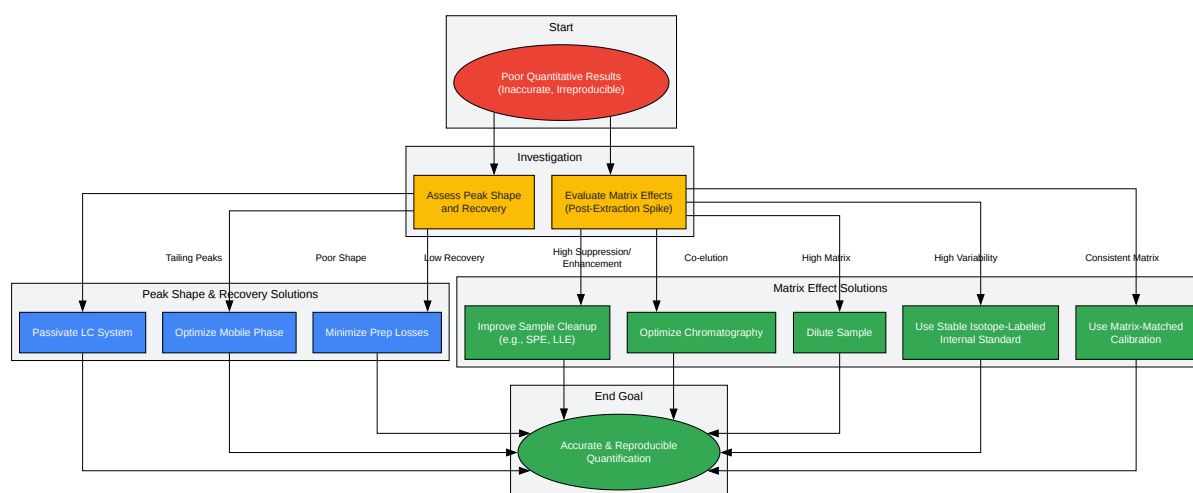 Start
Poor Quantitative Results
(Inaccurate, Irreproducible)
Investigation
Assess Peak Shape
and Recovery
Evaluate Matrix Effects
(Post-Extraction Spike)
Tailing Peaks
Poor Shape
Low Recovery
High Suppression/
Enhancement
Co-elution
High Matrix
High Variability
Consistent Matrix
Peak Shape & Recovery Solutions
Matrix Effect Solutions
Passivate LC System
Optimize Mobile Phase
Minimize Prep Losses
Improve Sample Cleanup
(e.g., SPE, LLE)
Optimize Chromatography
Dilute Sample
Use Stable Isotope-Labeled
Internal Standard
Use Matrix-Matched
Calibration
End Goal
Accurate & Reproducible
Quantification